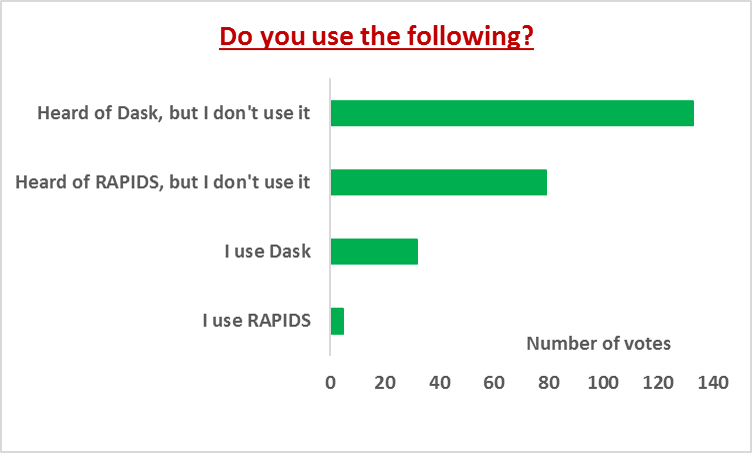 Do you use the following?
Heard of Dask, but I don't use it
Heard of RAPIDS, but I don't use it
I use Dask
I use RAPIDS
Number of votes
0 20 40 60 80 100 120 140